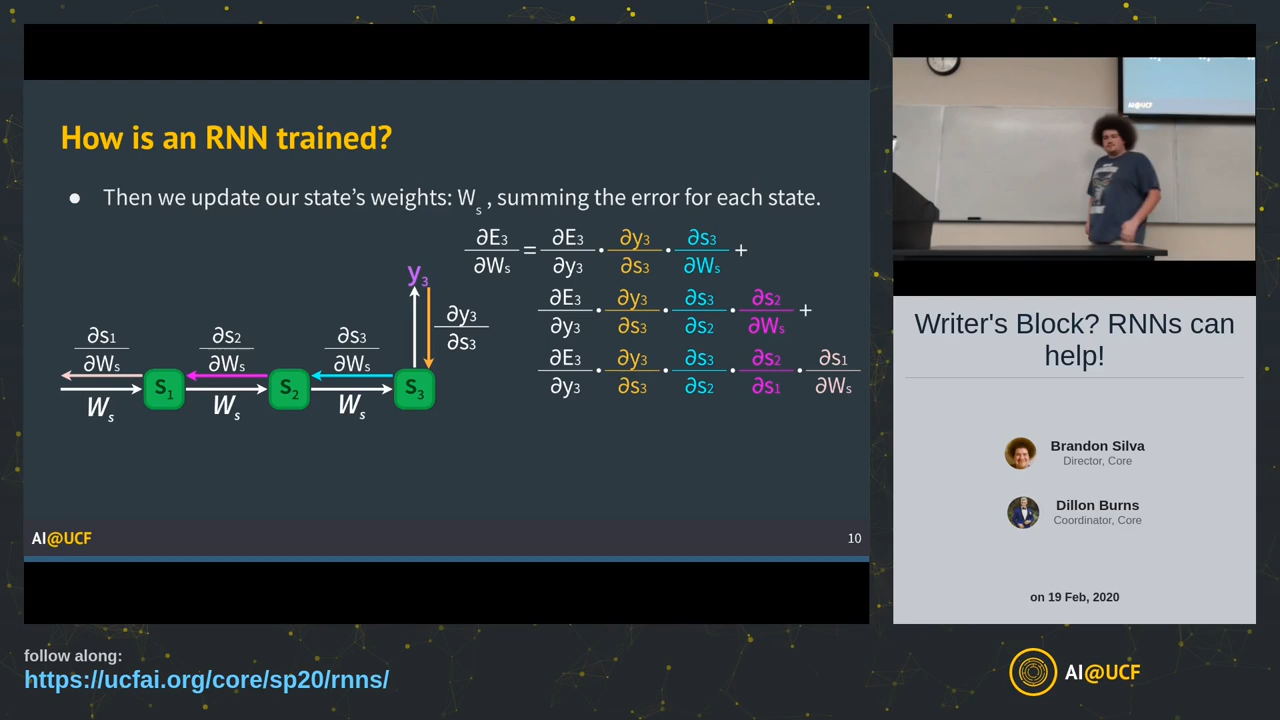 How is an RNN trained?
● Then we update our state's weights: Wₛ , summing the error for each state.
∂E₃/∂Wₛ = ∂E₃/∂y₃ • ∂y₃/∂s₃ • ∂s₃/∂Wₛ +
∂E₃/∂y₃ • ∂y₃/∂s₃ • ∂s₃/∂s₂ • ∂s₂/∂Wₛ +
∂E₃/∂y₃ • ∂y₃/∂s₃ • ∂s₃/∂s₂ • ∂s₂/∂s₁ • ∂s₁/∂Wₛ
y₃
∂y₃/∂s₃
∂s₁/∂Wₛ ∂s₂/∂Wₛ ∂s₃/∂Wₛ
S₁ S₂ S₃
Wₛ Wₛ Wₛ
AI@UCF
10
AI@UCF
Writer's Block? RNNs can
help!
Brandon Silva
Director, Core
Dillon Burns
Coordinator, Core
on 19 Feb, 2020
follow along:
https://ucfai.org/core/sp20/rnns/
AI@UCF